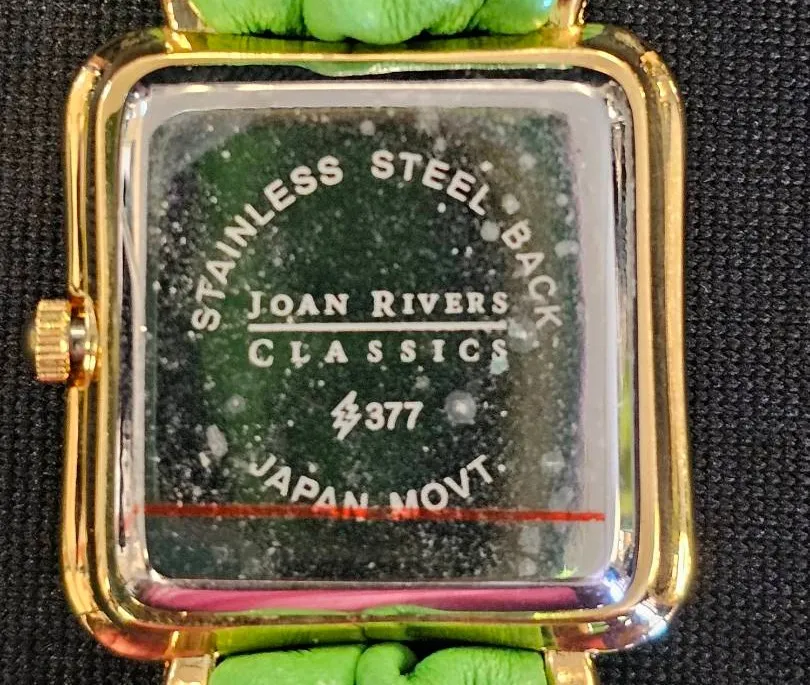 STAINLESS STEEL BACK
JOAN RIVERS
CLASSICS
377
JAPAN MOVT.